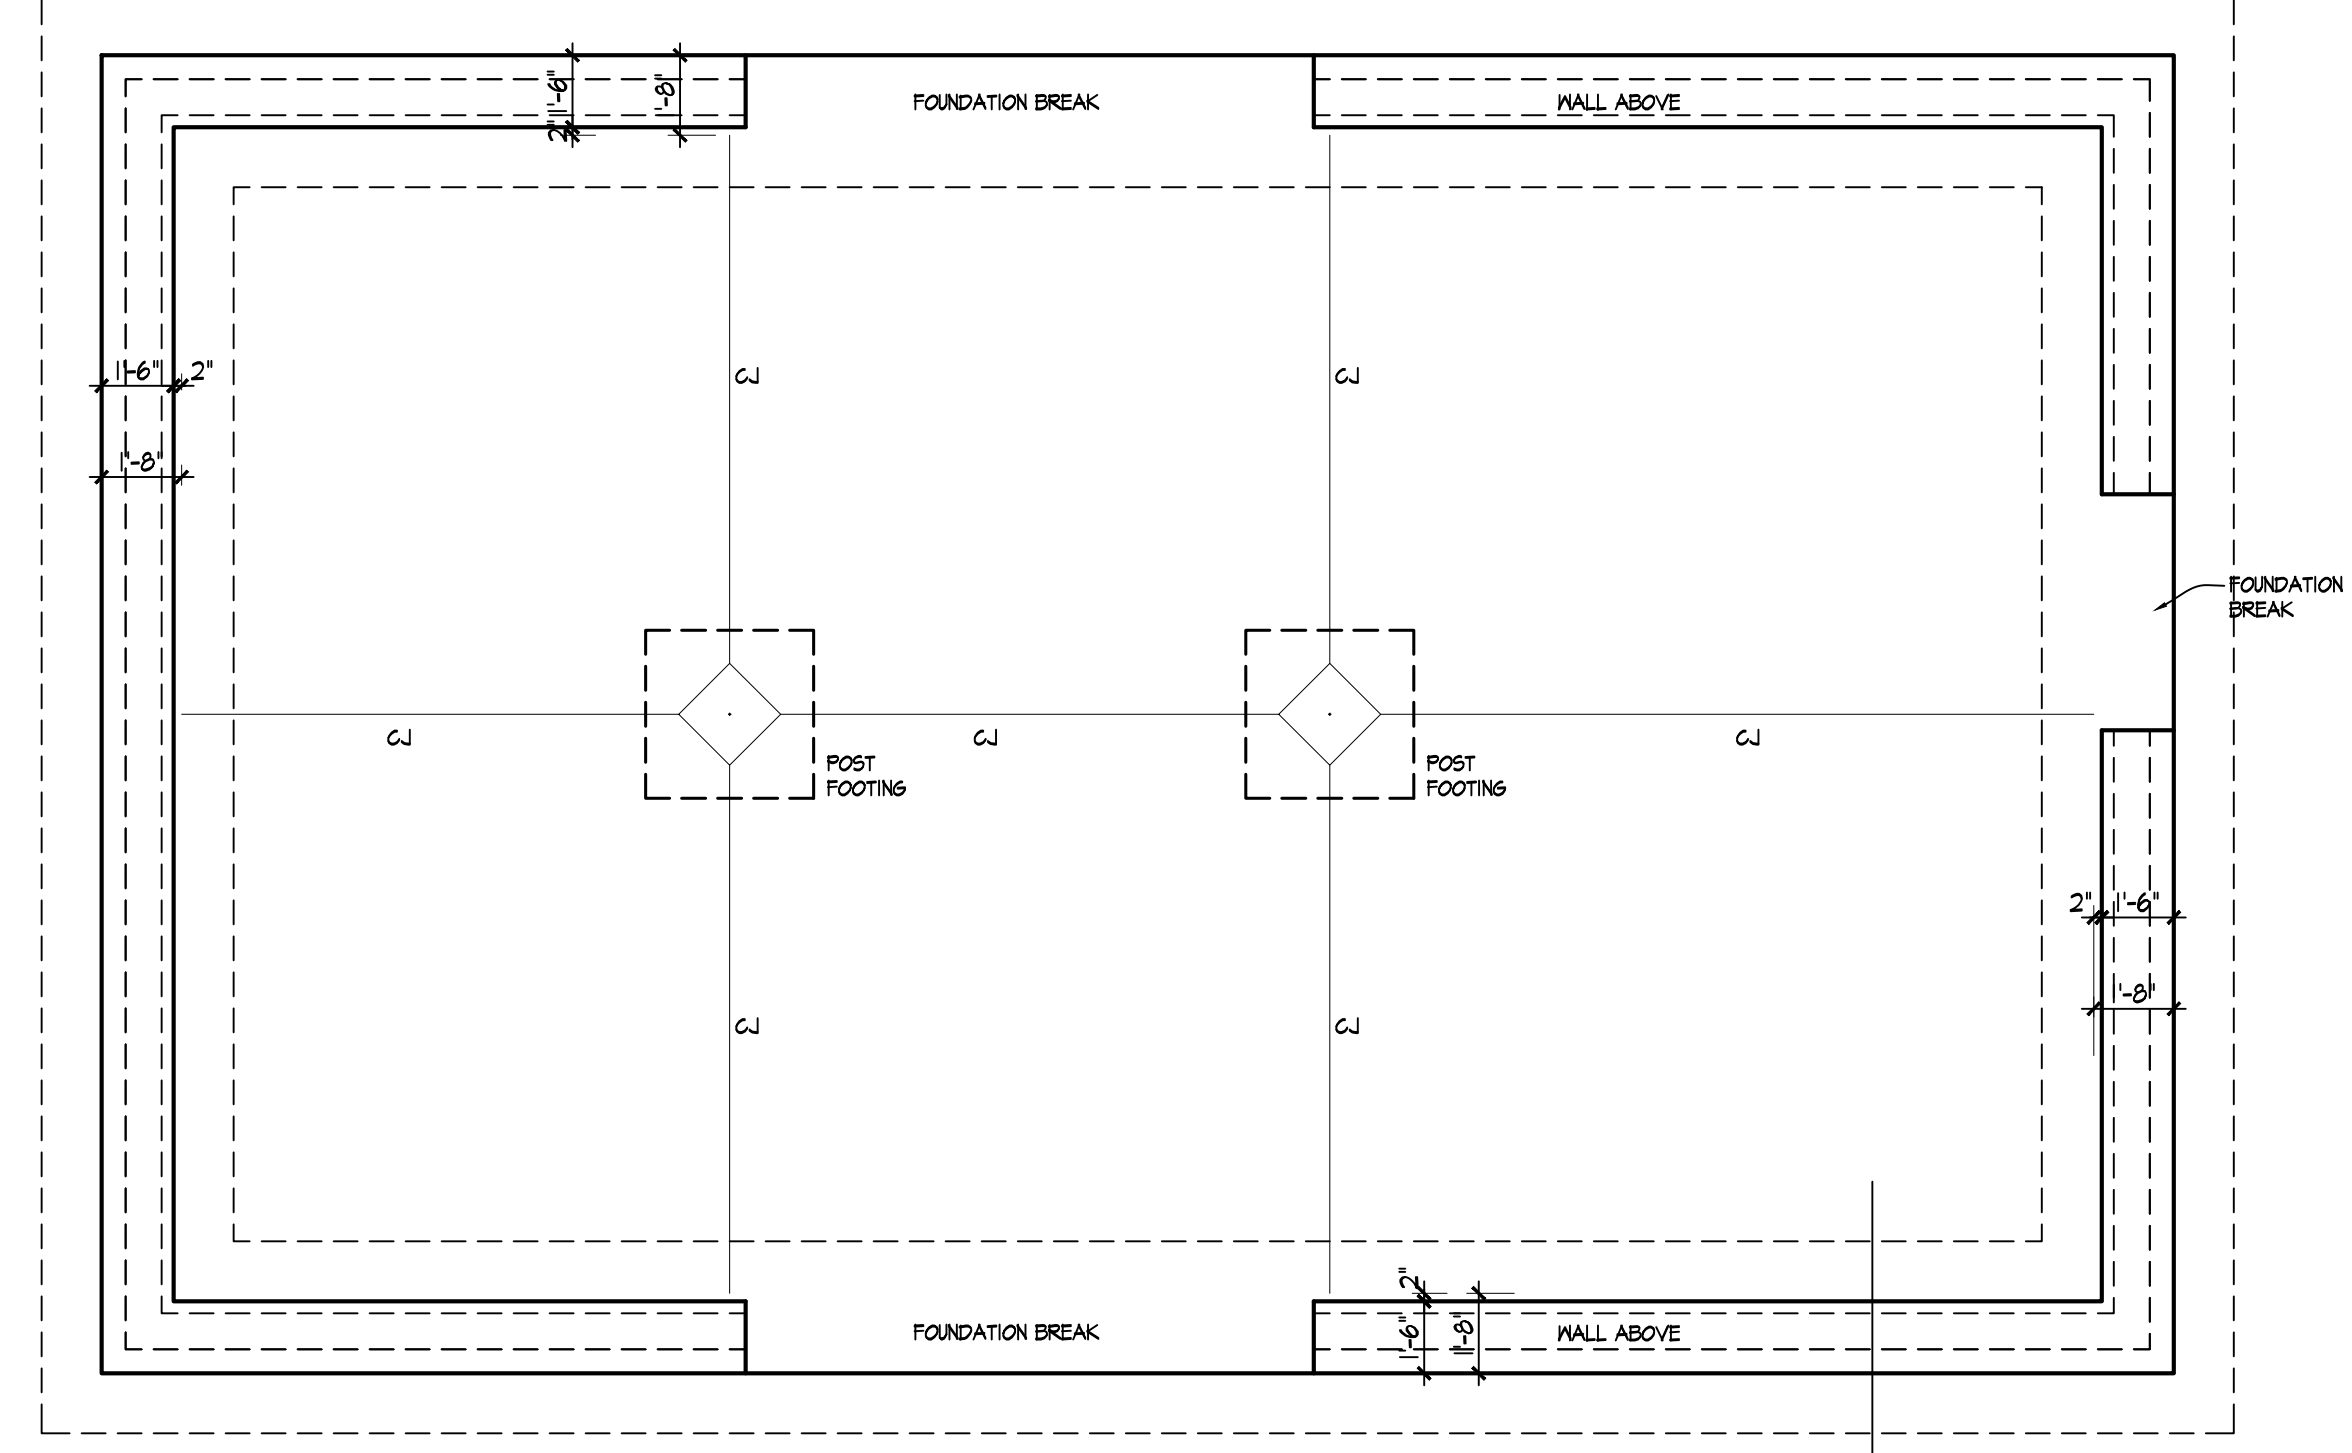 1'-6"
2"
1'-8"
FOUNDATION BREAK
WALL ABOVE
1'-6"
2"
1'-8"
CJ
CJ
FOUNDATION
BREAK
CJ
CJ
CJ
POST
FOOTING
POST
FOOTING
2"
1'-6"
1'-8"
CJ
CJ
2"
1'-6"
1'-8"
FOUNDATION BREAK
WALL ABOVE